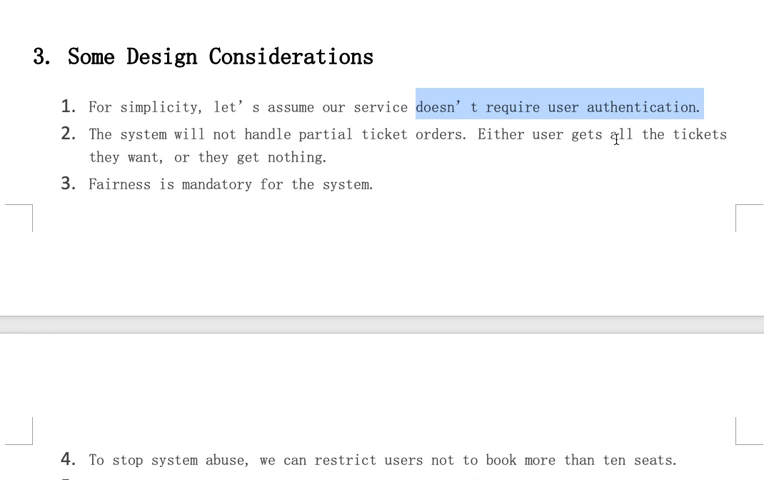 3. Some Design Considerations
1. For simplicity, let’s assume our service doesn’t require user authentication.
2. The system will not handle partial ticket orders. Either user gets all the tickets
they want, or they get nothing.
3. Fairness is mandatory for the system.
4. To stop system abuse, we can restrict users not to book more than ten seats.